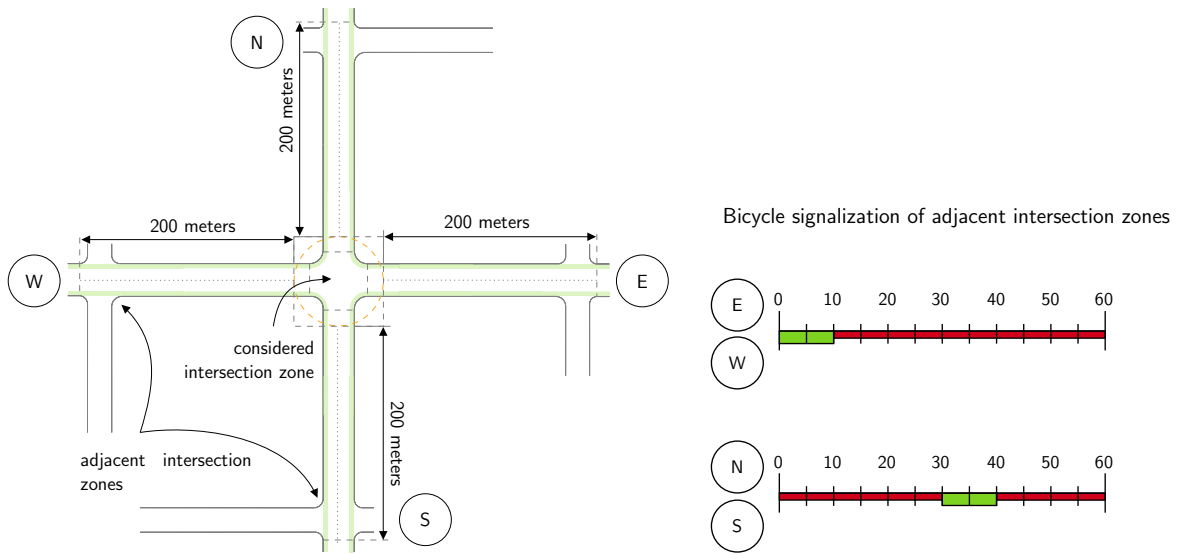 N
200 meters
200 meters
200 meters
W
E
considered
intersection zone
200 meters
adjacent intersection
zones
S
Bicycle signalization of adjacent intersection zones
E
0 10 20 30 40 50 60
W
N
0 10 20 30 40 50 60
S